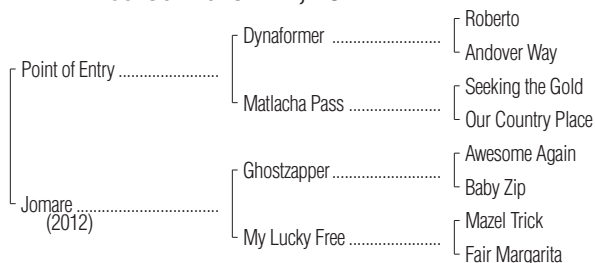 Roberto
Dynaformer ........................
Andover Way
Point of Entry ......................
Seeking the Gold
Matlacha Pass ....................
Our Country Place
Awesome Again
Ghostzapper ........................
Baby Zip
Jomare ................................
(2012)
Mazel Trick
My Lucky Free ....................
Fair Margarita